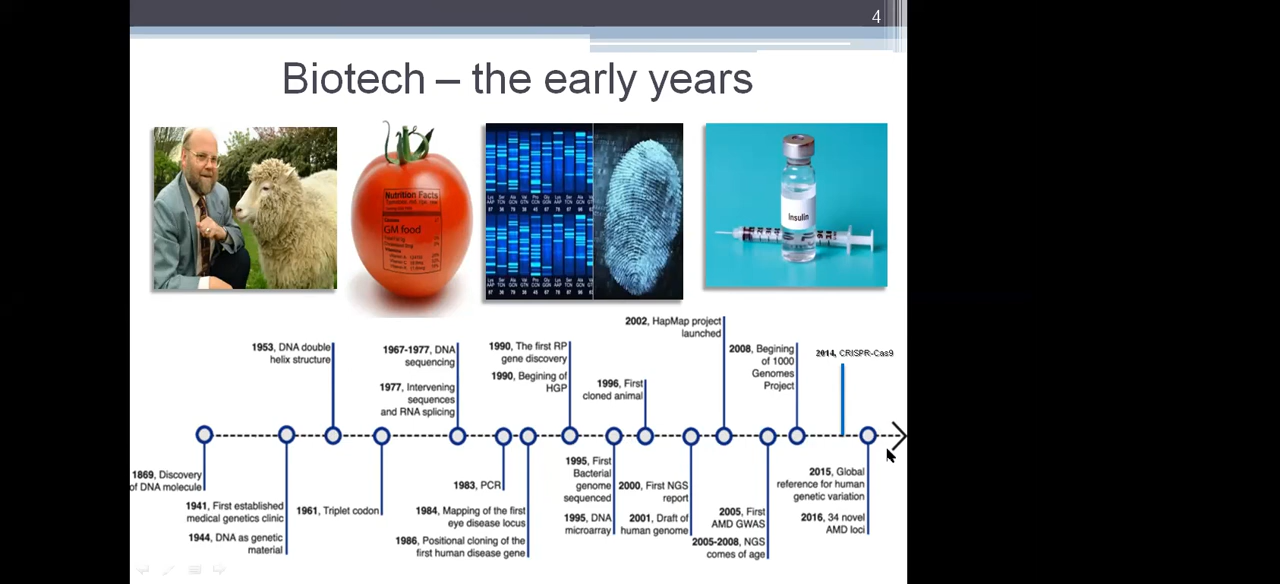 4
Biotech – the early years
Nutrition Facts
GM food
Insulin
2002, HapMap project
launched
1953, DNA double
helix structure
1967-1977, DNA
sequencing
1977, Intervening
sequences
and RNA splicing
1990, The first RP
gene discovery
1990, Begining of
HGP
1996, First
cloned animal
2008, Begining
of 1000
Genomes
Project
2014, CRISPR-Cas9
1869, Discovery
of DNA molecule
1941, First established
medical genetics clinic
1944, DNA as genetic
material
1961, Triplet codon
1983, PCR
1984, Mapping of the first
eye disease locus
1986, Positional cloning of the
first human disease gene
1995, First
Bacterial
genome
sequenced
1995, DNA
microarray
2000, First NGS
report
2001, Draft of
human genome
2005, First
AMD GWAS
2005-2008, NGS
comes of age
2015, Global
reference for human
genetic variation
2016, 34 novel
AMD loci